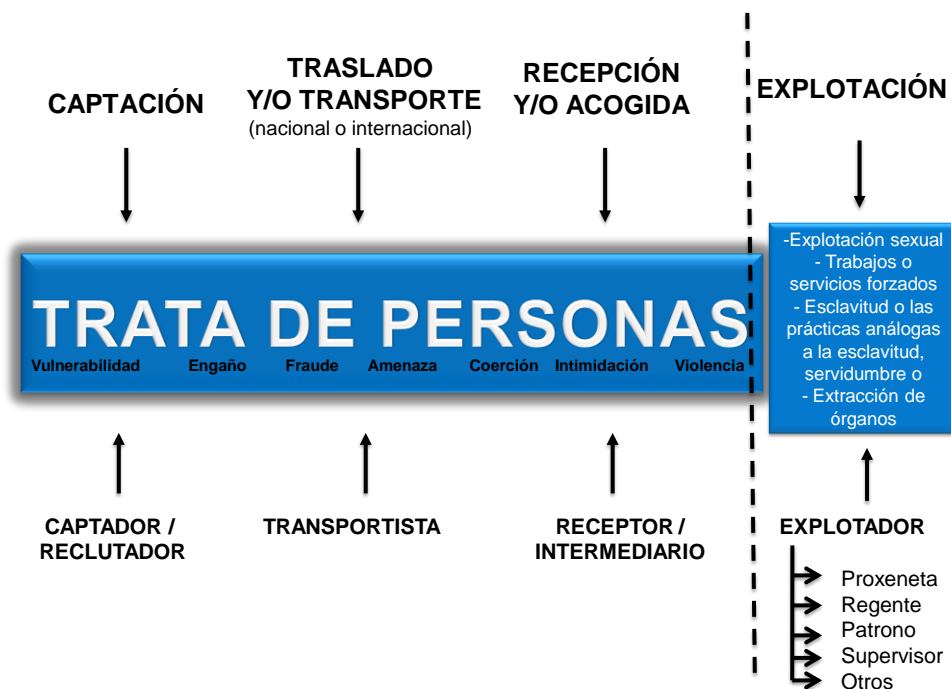 CAPTACIÓN
TRASLADO
Y/O TRANSPORTE
(nacional o internacional)
RECEPCIÓN
Y/O ACOGIDA
EXPLOTACIÓN
TRATA DE PERSONAS
Vulnerabilidad Engaño Fraude Amenaza Coerción Intimidación Violencia
-Explotación sexual
- Trabajos o
servicios forzados
- Esclavitud o las
prácticas análogas
a la esclavitud,
servidumbre o
- Extracción de
órganos
CAPTADOR /
RECLUTADOR
TRANSPORTISTA
RECEPTOR /
INTERMEDIARIO
EXPLOTADOR
Proxeneta
Regente
Patrono
Supervisor
Otros